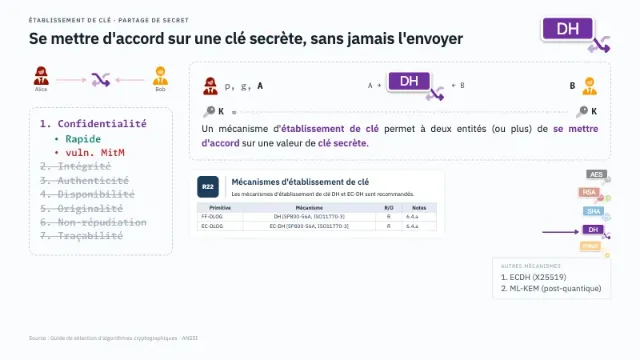 ÉTABLISSEMENT DE CLÉ · PARTAGE DE SECRET
Se mettre d'accord sur une clé secrète, sans jamais l'envoyer
DH
Alice
Bob
1. Confidentialité
• Rapide
• vuln. MitM
2. Intégrité
3. Authenticité
4. Disponibilité
5. Originalité
6. Non-répudiation
7. Traçabilité
p, g, A
A →
DH
← B
B
K =
K
Un mécanisme d'établissement de clé permet à deux entités (ou plus) de se mettre
d'accord sur une valeur de clé secrète.
R22
Mécanismes d'établissement de clé
Les mécanismes d'établissement de clé DH et EC-DH sont recommandés.
Primitive Mécanisme R/O Notes
FF-DLOG DH [SP800-56A, ISO11770-3] R 6.4.a
EC-DLOG EC-DH [SP800-56A, ISO11770-3] R 6.4.a
AES
RSA
SHA
DH
AUTRES MÉCANISMES
1. ECDH (X25519)
2. ML-KEM (post-quantique)
Source : Guide de sélection d'algorithmes cryptographiques - ANSSI